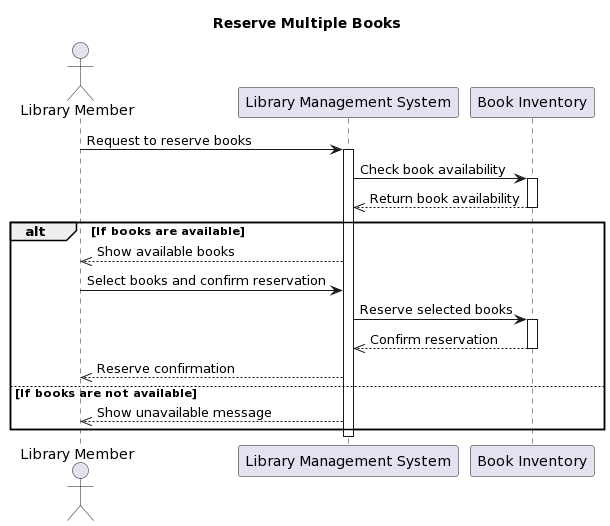 Reserve Multiple Books
Library Member
Library Management System
Book Inventory
Request to reserve books
Check book availability
Return book availability
alt
[If books are available]
Show available books
Select books and confirm reservation
Reserve selected books
Confirm reservation
Reserve confirmation
[If books are not available]
Show unavailable message
Library Member
Library Management System
Book Inventory